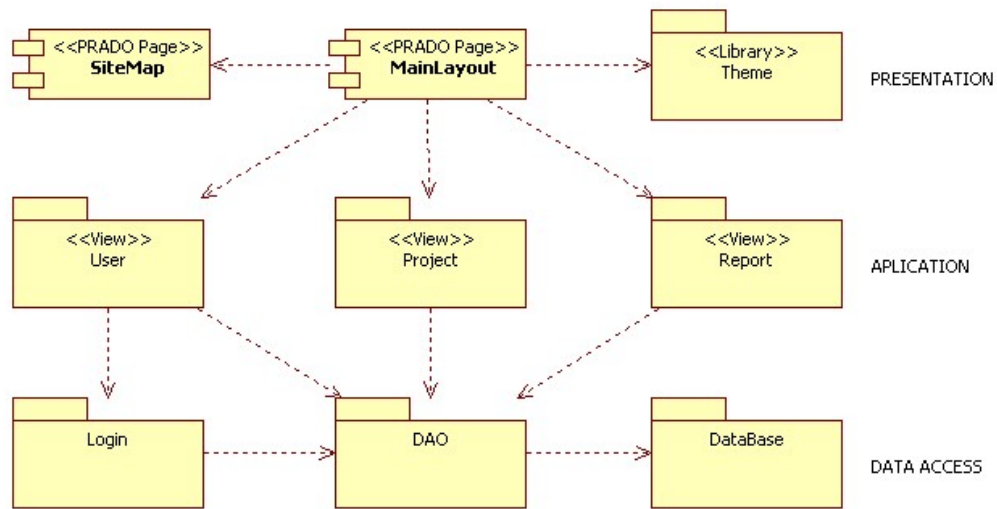 <<PRADO Page>>
SiteMap
<<PRADO Page>>
MainLayout
<<Library>>
Theme
PRESENTATION
<<View>>
User
<<View>>
Project
<<View>>
Report
APLICATION
Login
DAO
DataBase
DATA ACCESS